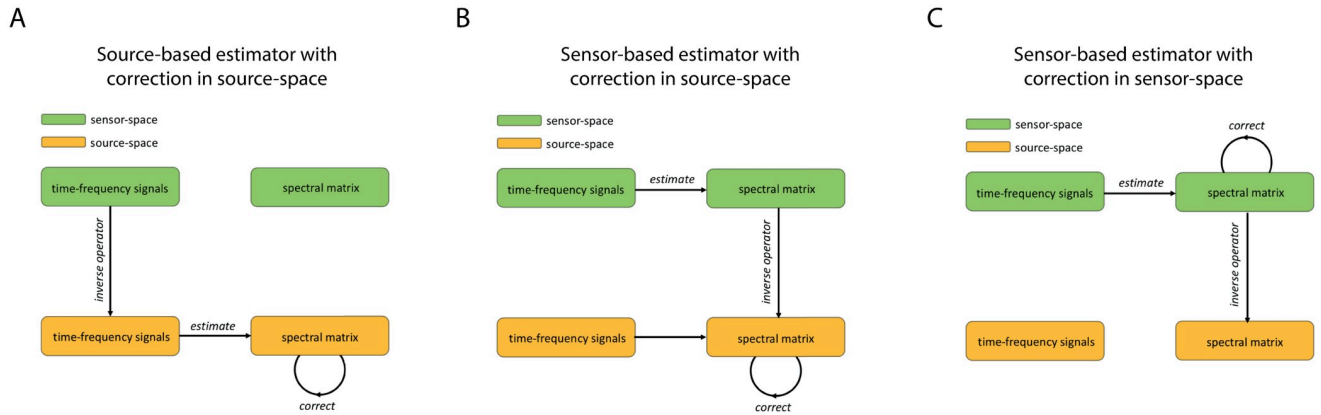 A
Source-based estimator with
correction in source-space
sensor-space
source-space
time-frequency signals
spectral matrix
inverse operator
time-frequency signals
estimate
spectral matrix
correct
B
Sensor-based estimator with
correction in source-space
sensor-space
source-space
time-frequency signals
estimate
spectral matrix
inverse operator
time-frequency signals
spectral matrix
correct
C
Sensor-based estimator with
correction in sensor-space
sensor-space
source-space
correct
time-frequency signals
estimate
spectral matrix
inverse operator
time-frequency signals
spectral matrix